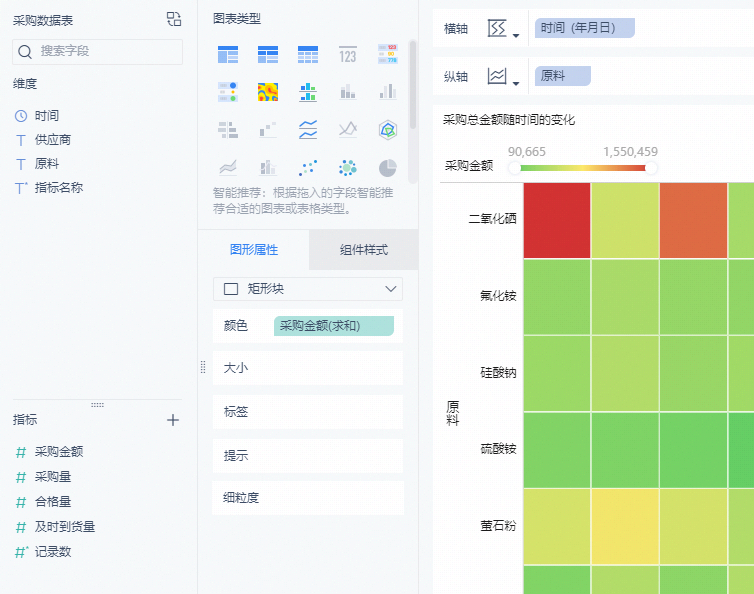 采购数据表
搜索字段
维度
时间
供应商
原料
指标名称
指标
采购金额
采购量
合格量
及时到货量
记录数
图表类型
123
智能推荐：根据拖入的字段智能推
荐合适的图表或表格类型。
图形属性
组件样式
矩形块
颜色
采购金额(求和)
大小
标签
提示
细粒度
横轴
时间（年月日）
纵轴
原料
采购总金额随时间的变化
90,665
1,550,459
采购金额
原料
二氧化硒
氟化铵
硅酸钠
硫酸铵
萤石粉